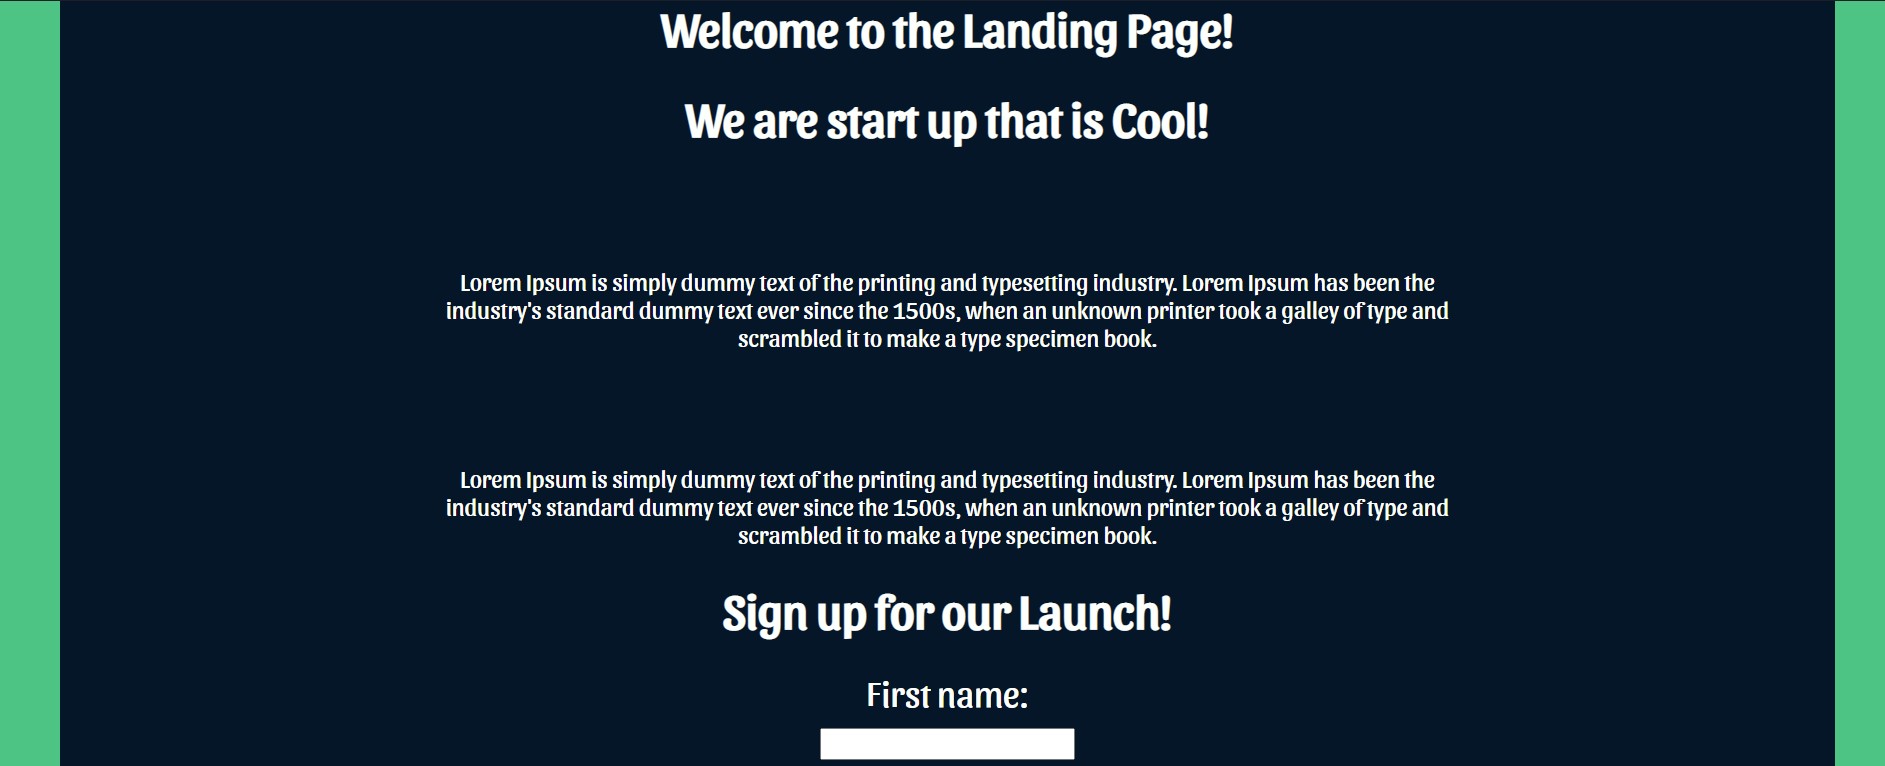 Welcome to the Landing Page!
We are start up that is Cool!
Lorem Ipsum is simply dummy text of the printing and typesetting industry. Lorem Ipsum has been the
industry's standard dummy text ever since the 1500s, when an unknown printer took a galley of type and
scrambled it to make a type specimen book.
Lorem Ipsum is simply dummy text of the printing and typesetting industry. Lorem Ipsum has been the
industry's standard dummy text ever since the 1500s, when an unknown printer took a galley of type and
scrambled it to make a type specimen book.
Sign up for our Launch!
First name: